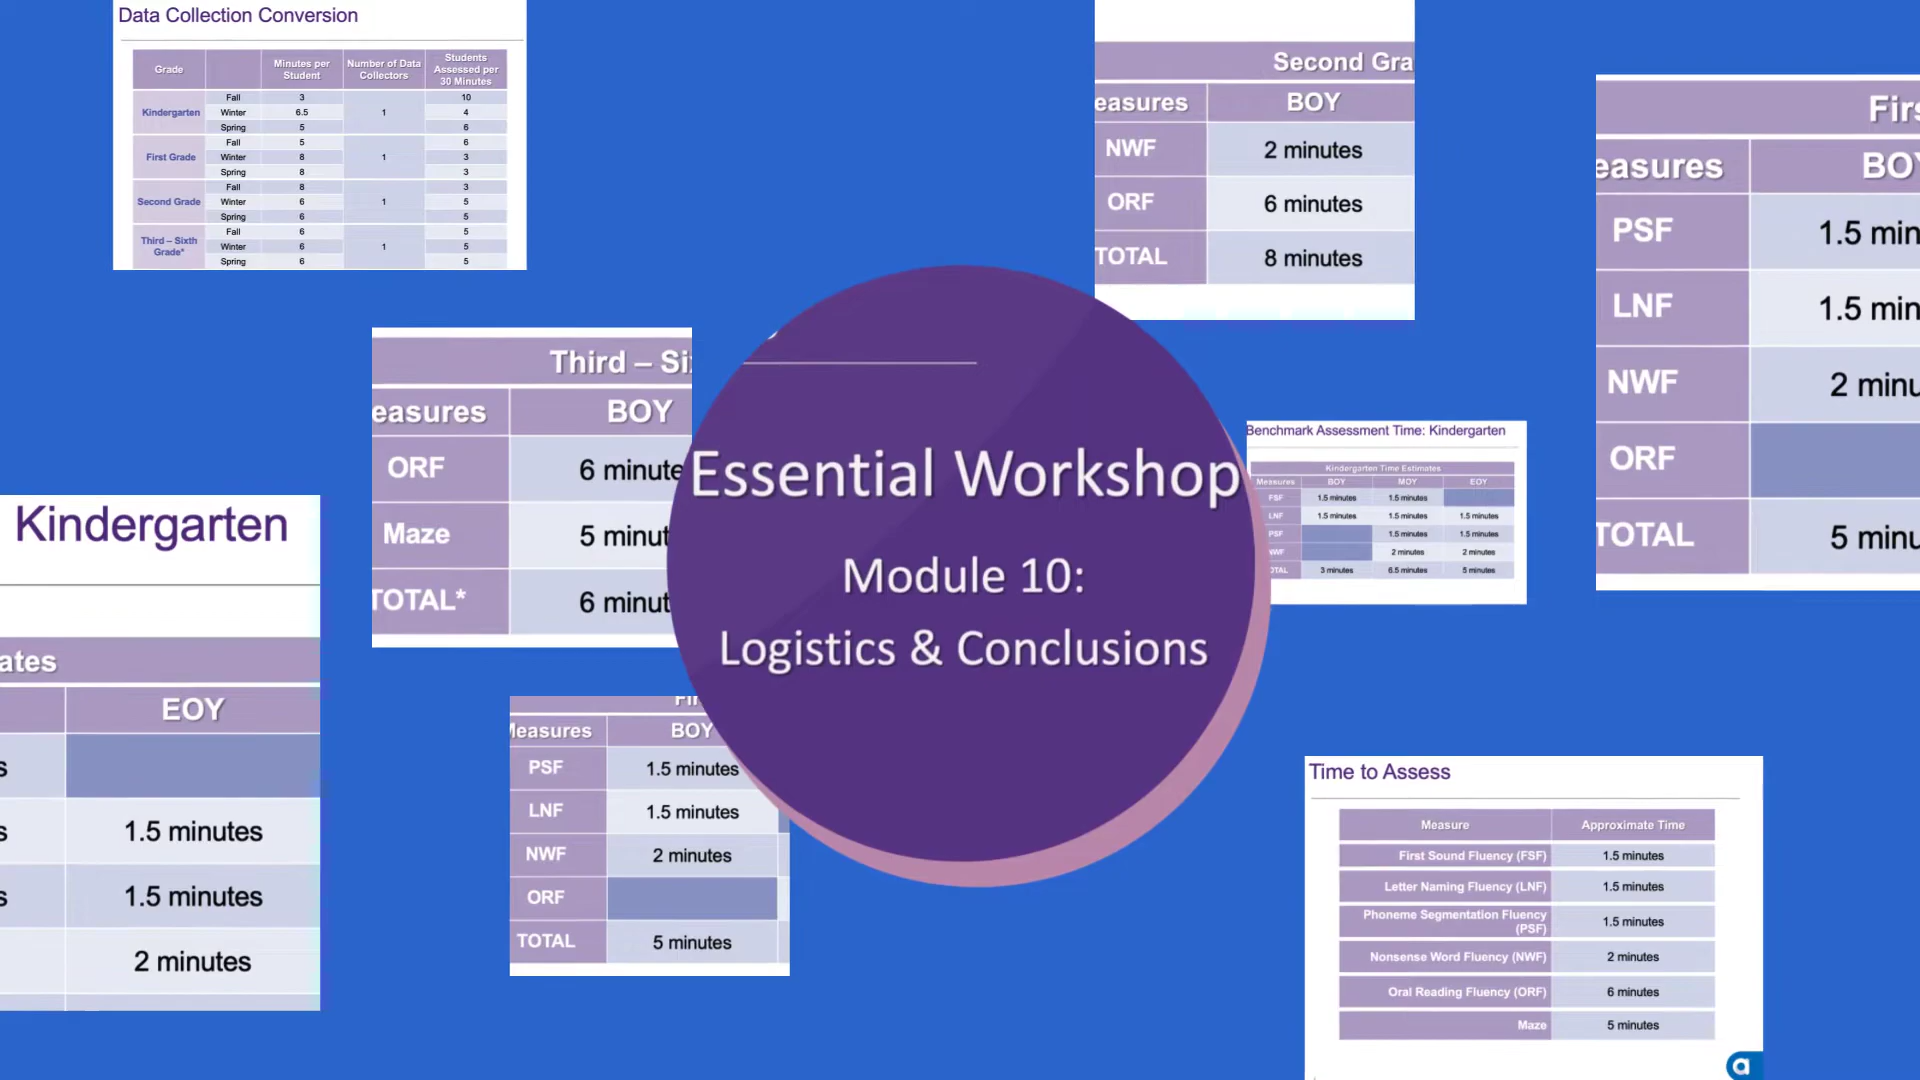 Data Collection Conversion
Grade Minutes per Student Number of Data Collectors Students Assessed per 30 Minutes
Kindergarten Fall 3 1 10
Winter 6.5 4
Spring 5 6
First Grade Fall 5 1 6
Winter 8 3
Spring 8 3
Second Grade Fall 8 1 3
Winter 6 5
Spring 6 5
Third – Sixth Grade* Fall 6 1 5
Winter 6 5
Spring 6 5
Second Gra
easures BOY
NWF 2 minutes
ORF 6 minutes
TOTAL 8 minutes
Firs
easures BOY
PSF 1.5 min
LNF 1.5 min
NWF 2 minu
ORF
TOTAL 5 minu
Third – Six
easures BOY
ORF 6 minute
Maze 5 minut
TOTAL* 6 minut
Essential Workshop
Module 10:
Logistics & Conclusions
Benchmark Assessment Time: Kindergarten
Kindergarten Time Estimates
Measures BOY MOY EOY
FSF 1.5 minutes 1.5 minutes
LNF 1.5 minutes 1.5 minutes 1.5 minutes
PSF 1.5 minutes 1.5 minutes
NWF 2 minutes 2 minutes
OTAL 3 minutes 6.5 minutes 5 minutes
Kindergarten
ates
EOY
s
s 1.5 minutes
s 1.5 minutes
2 minutes
Fir
Measures BOY
PSF 1.5 minutes
LNF 1.5 minutes
NWF 2 minutes
ORF
TOTAL 5 minutes
Time to Assess
Measure Approximate Time
First Sound Fluency (FSF) 1.5 minutes
Letter Naming Fluency (LNF) 1.5 minutes
Phoneme Segmentation Fluency (PSF) 1.5 minutes
Nonsense Word Fluency (NWF) 2 minutes
Oral Reading Fluency (ORF) 6 minutes
Maze 5 minutes
a